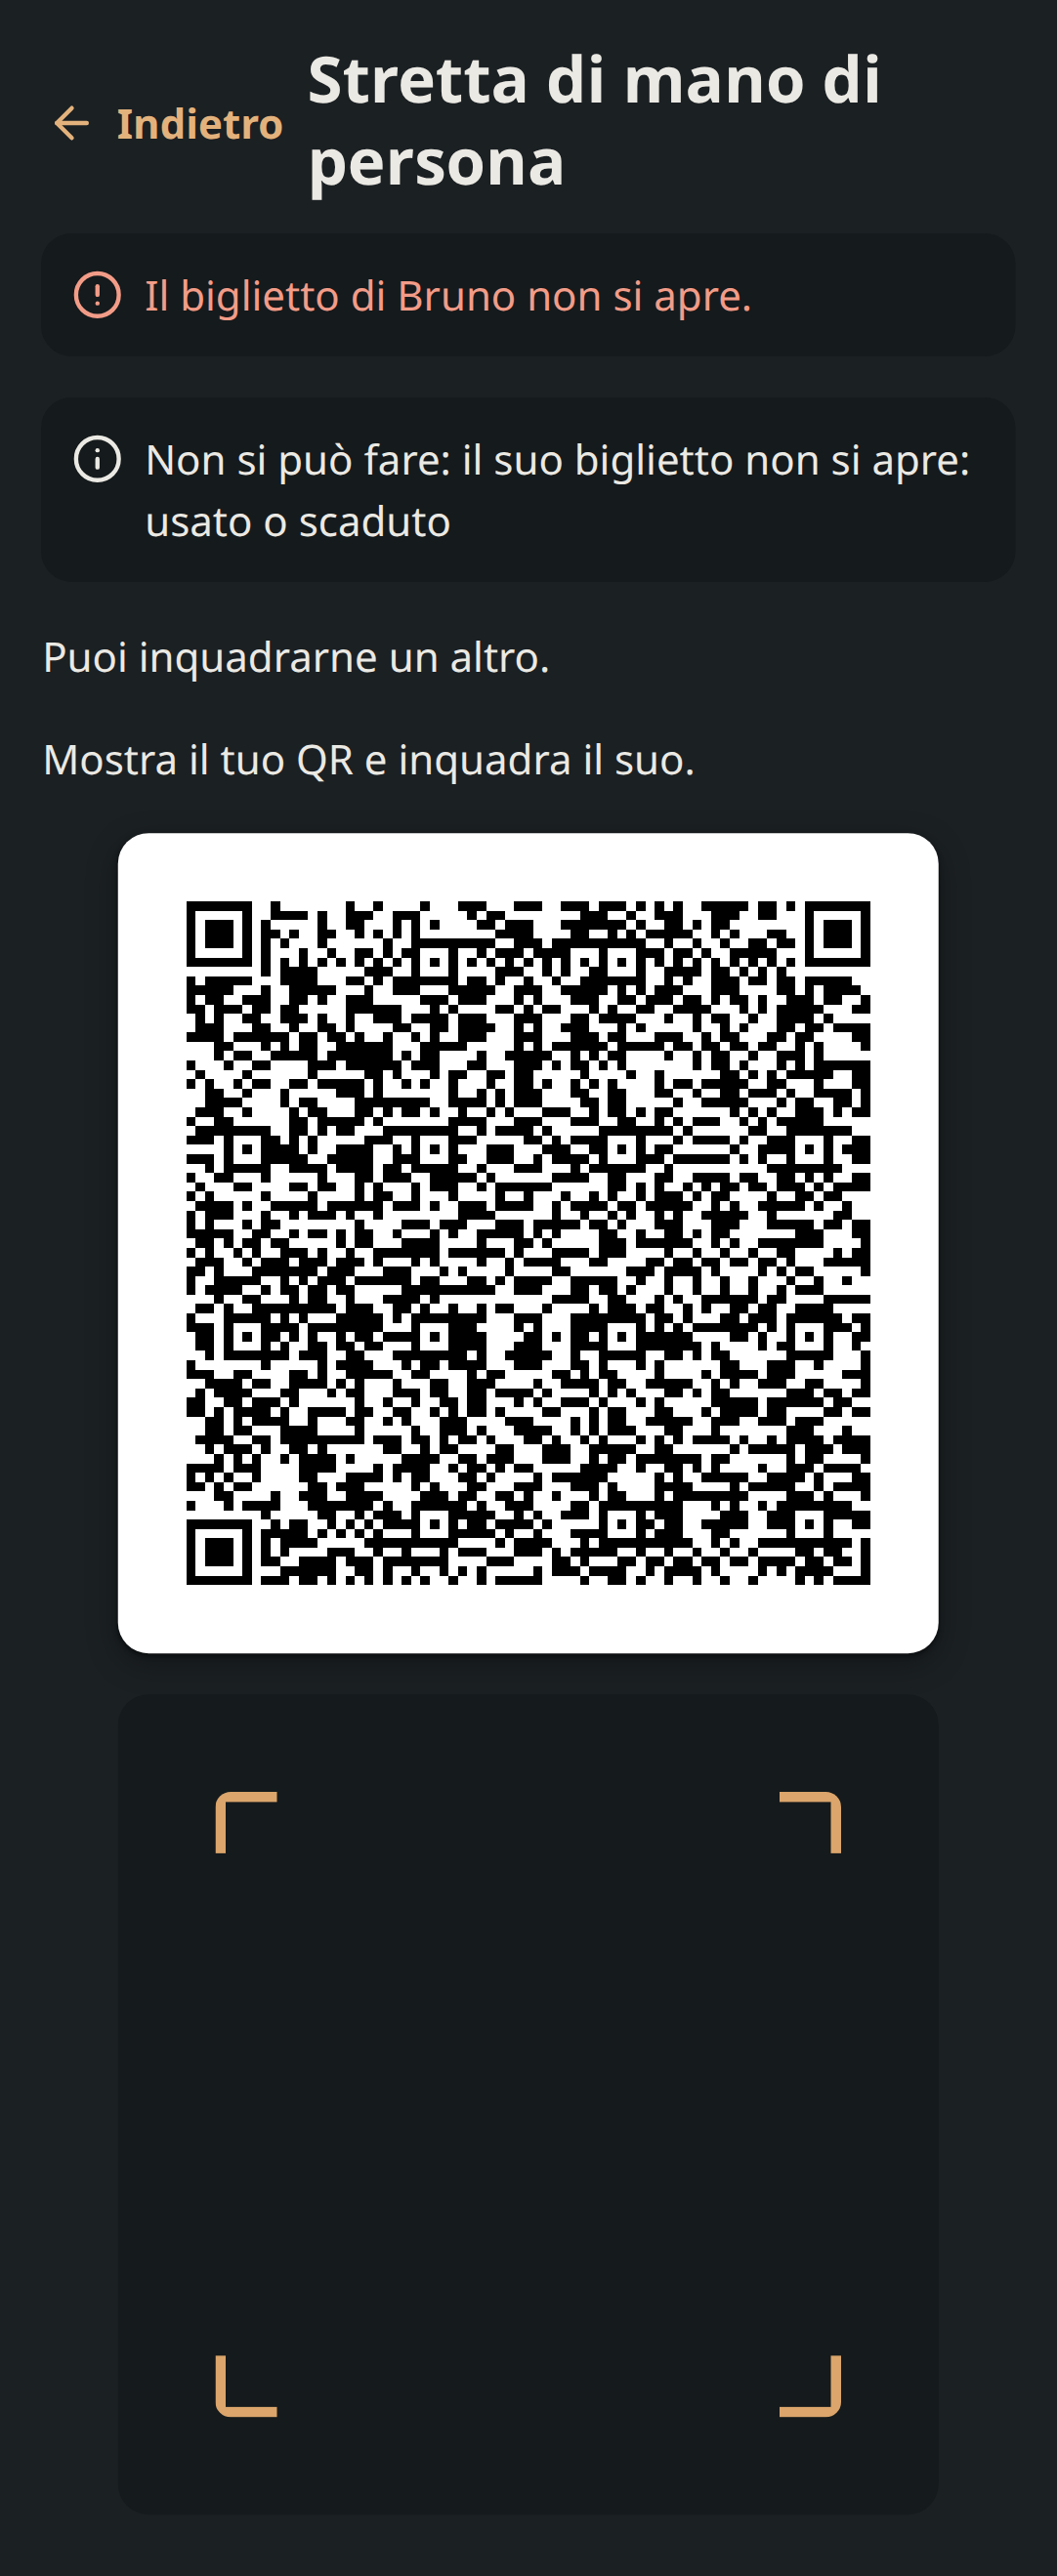 Indietro
Stretta di mano di
persona
Il biglietto di Bruno non si apre.
Non si può fare: il suo biglietto non si apre:
usato o scaduto
Puoi inquadrarne un altro.
Mostra il tuo QR e inquadra il suo.